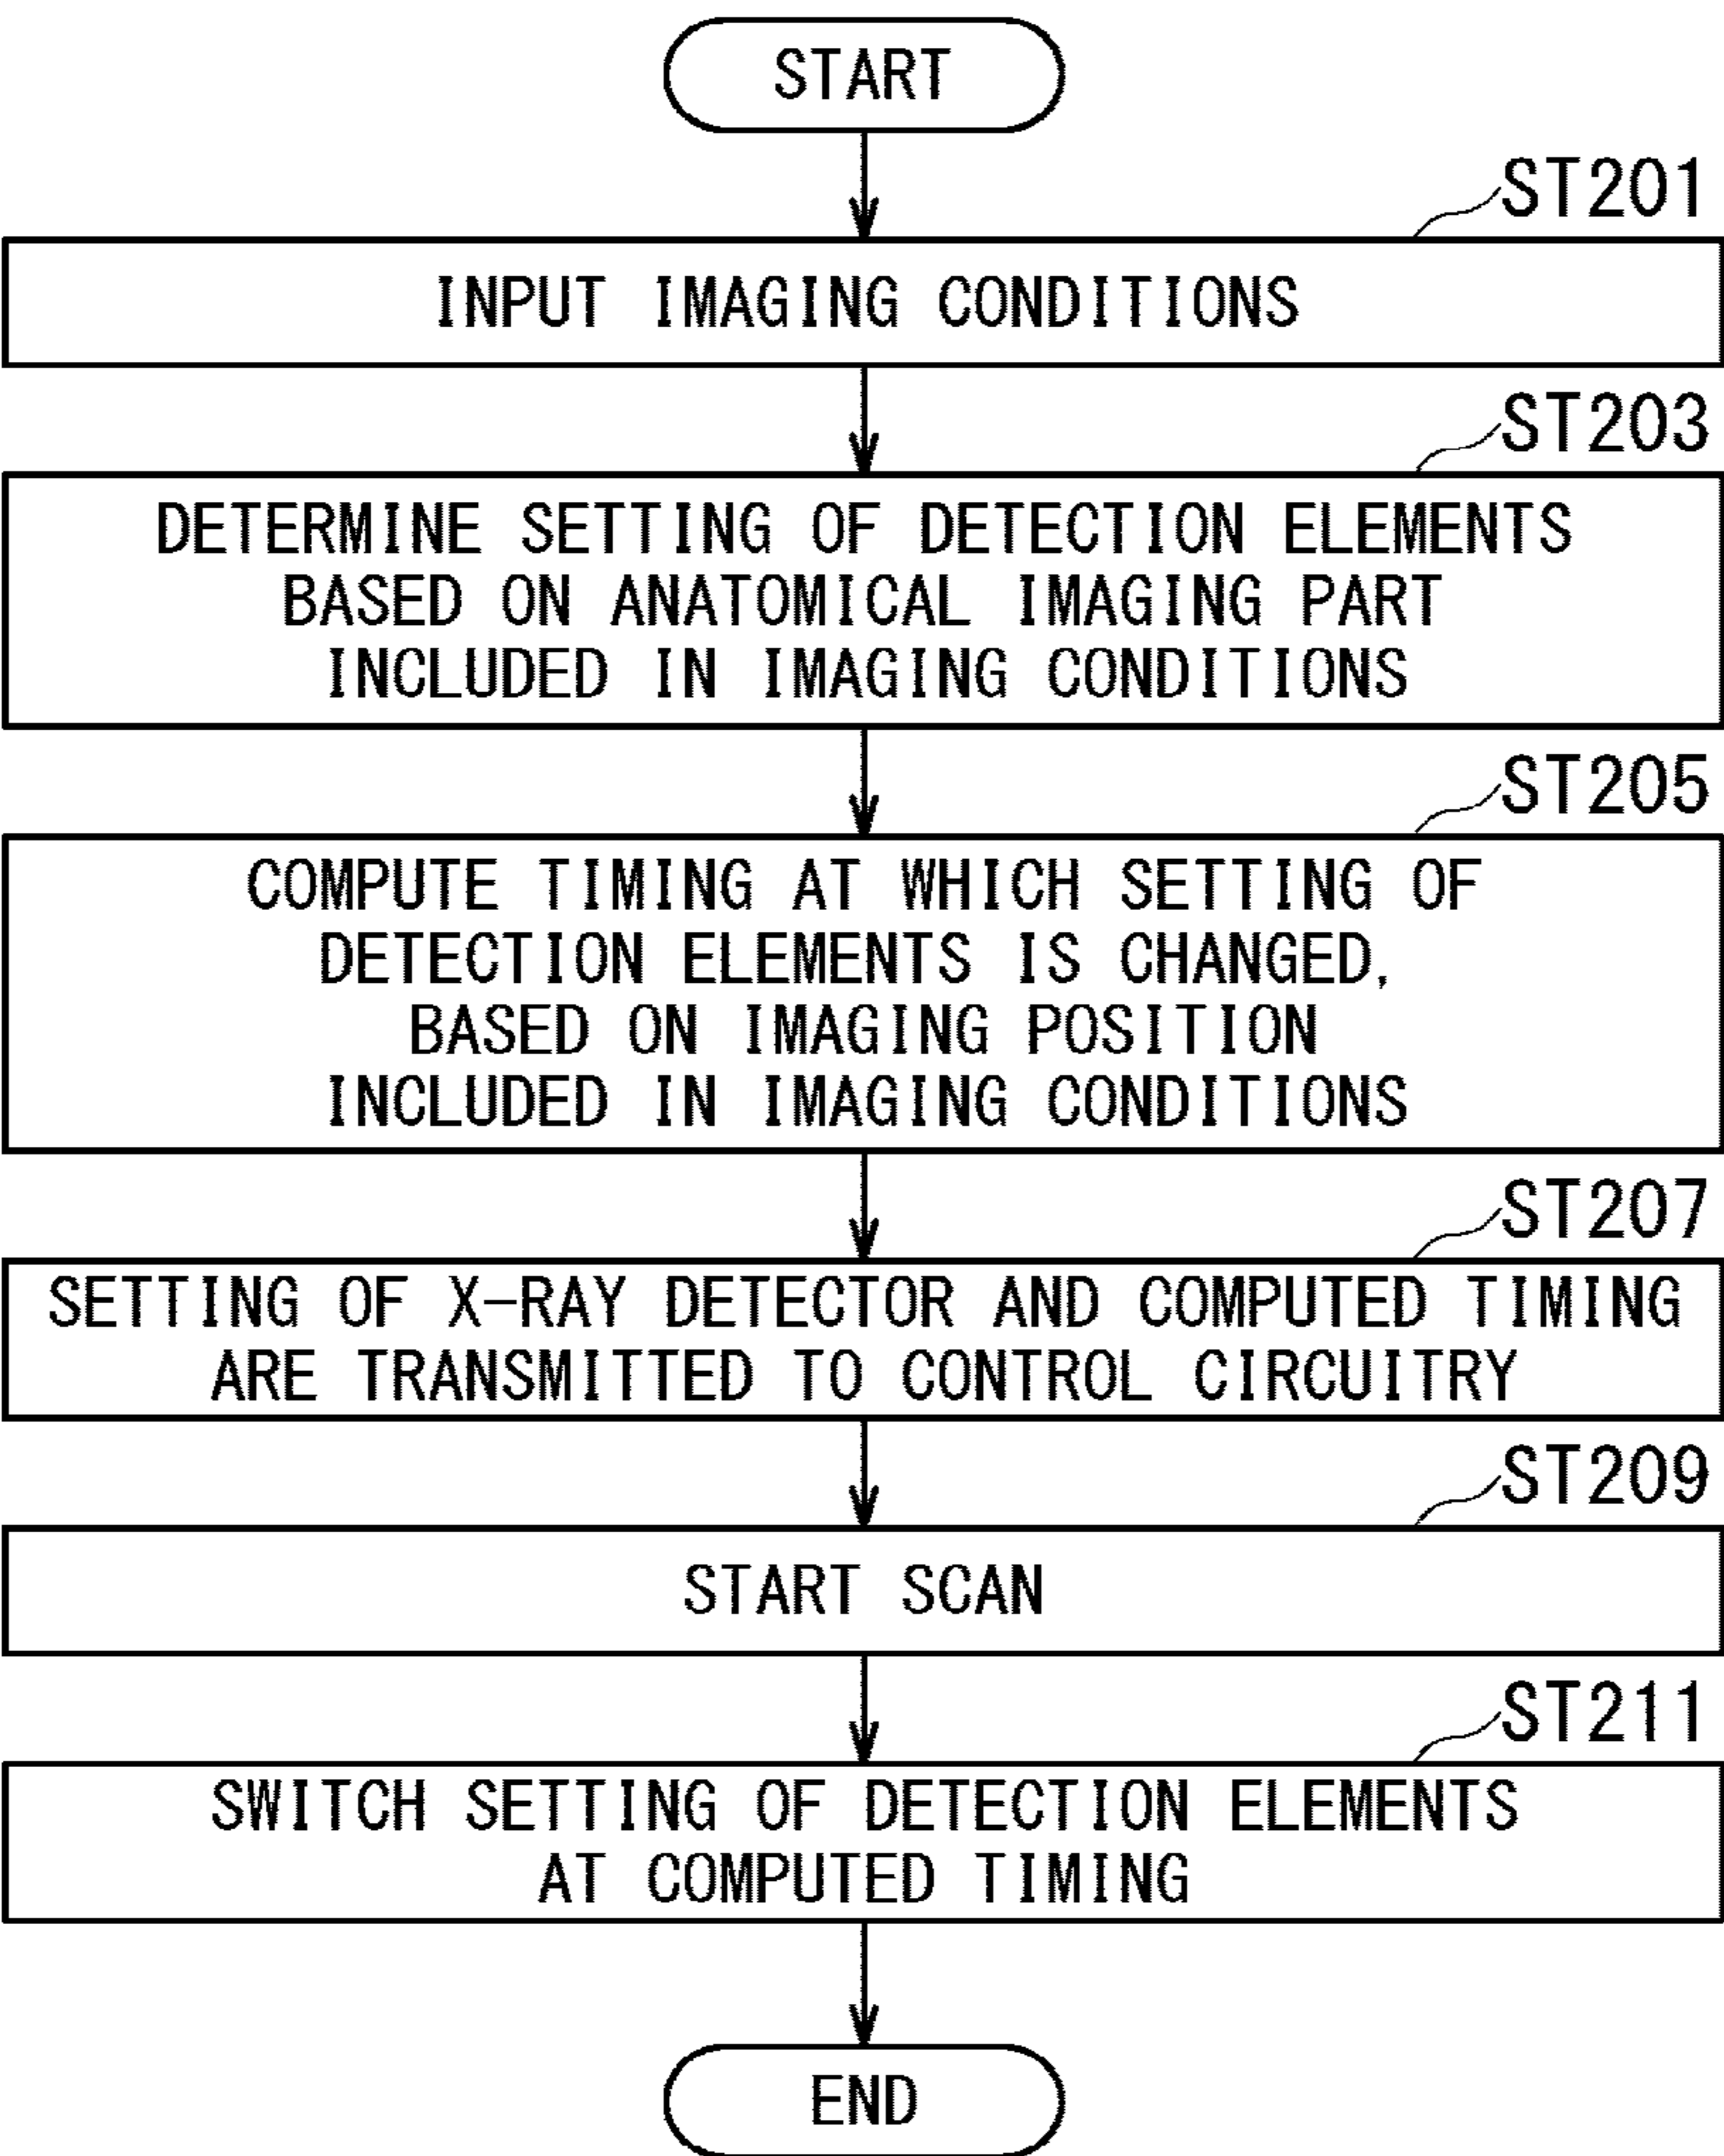 START
ST201
INPUT IMAGING CONDITIONS
ST203
DETERMINE SETTING OF DETECTION ELEMENTS
BASED ON ANATOMICAL IMAGING PART
INCLUDED IN IMAGING CONDITIONS
ST205
COMPUTE TIMING AT WHICH SETTING OF
DETECTION ELEMENTS IS CHANGED,
BASED ON IMAGING POSITION
INCLUDED IN IMAGING CONDITIONS
ST207
SETTING OF X-RAY DETECTOR AND COMPUTED TIMING
ARE TRANSMITTED TO CONTROL CIRCUITRY
ST209
START SCAN
ST211
SWITCH SETTING OF DETECTION ELEMENTS
AT COMPUTED TIMING
END